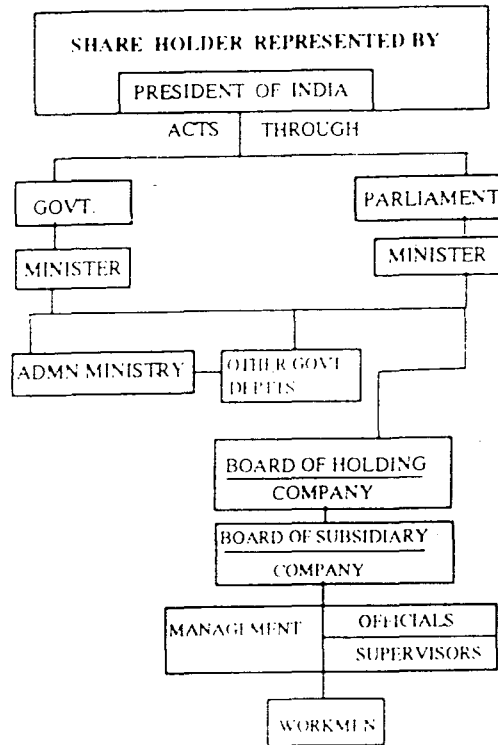 SHARE HOLDER REPRESENTED BY
PRESIDENT OF INDIA
ACTS THROUGH
GOVT.
PARLIAMENT
MINISTER
MINISTER
ADMN MINISTRY
OTHER GOVT
DEPTTS
BOARD OF HOLDING
COMPANY
BOARD OF SUBSIDIARY
COMPANY
MANAGEMENT
OFFICIALS
SUPERVISORS
WORKMEN